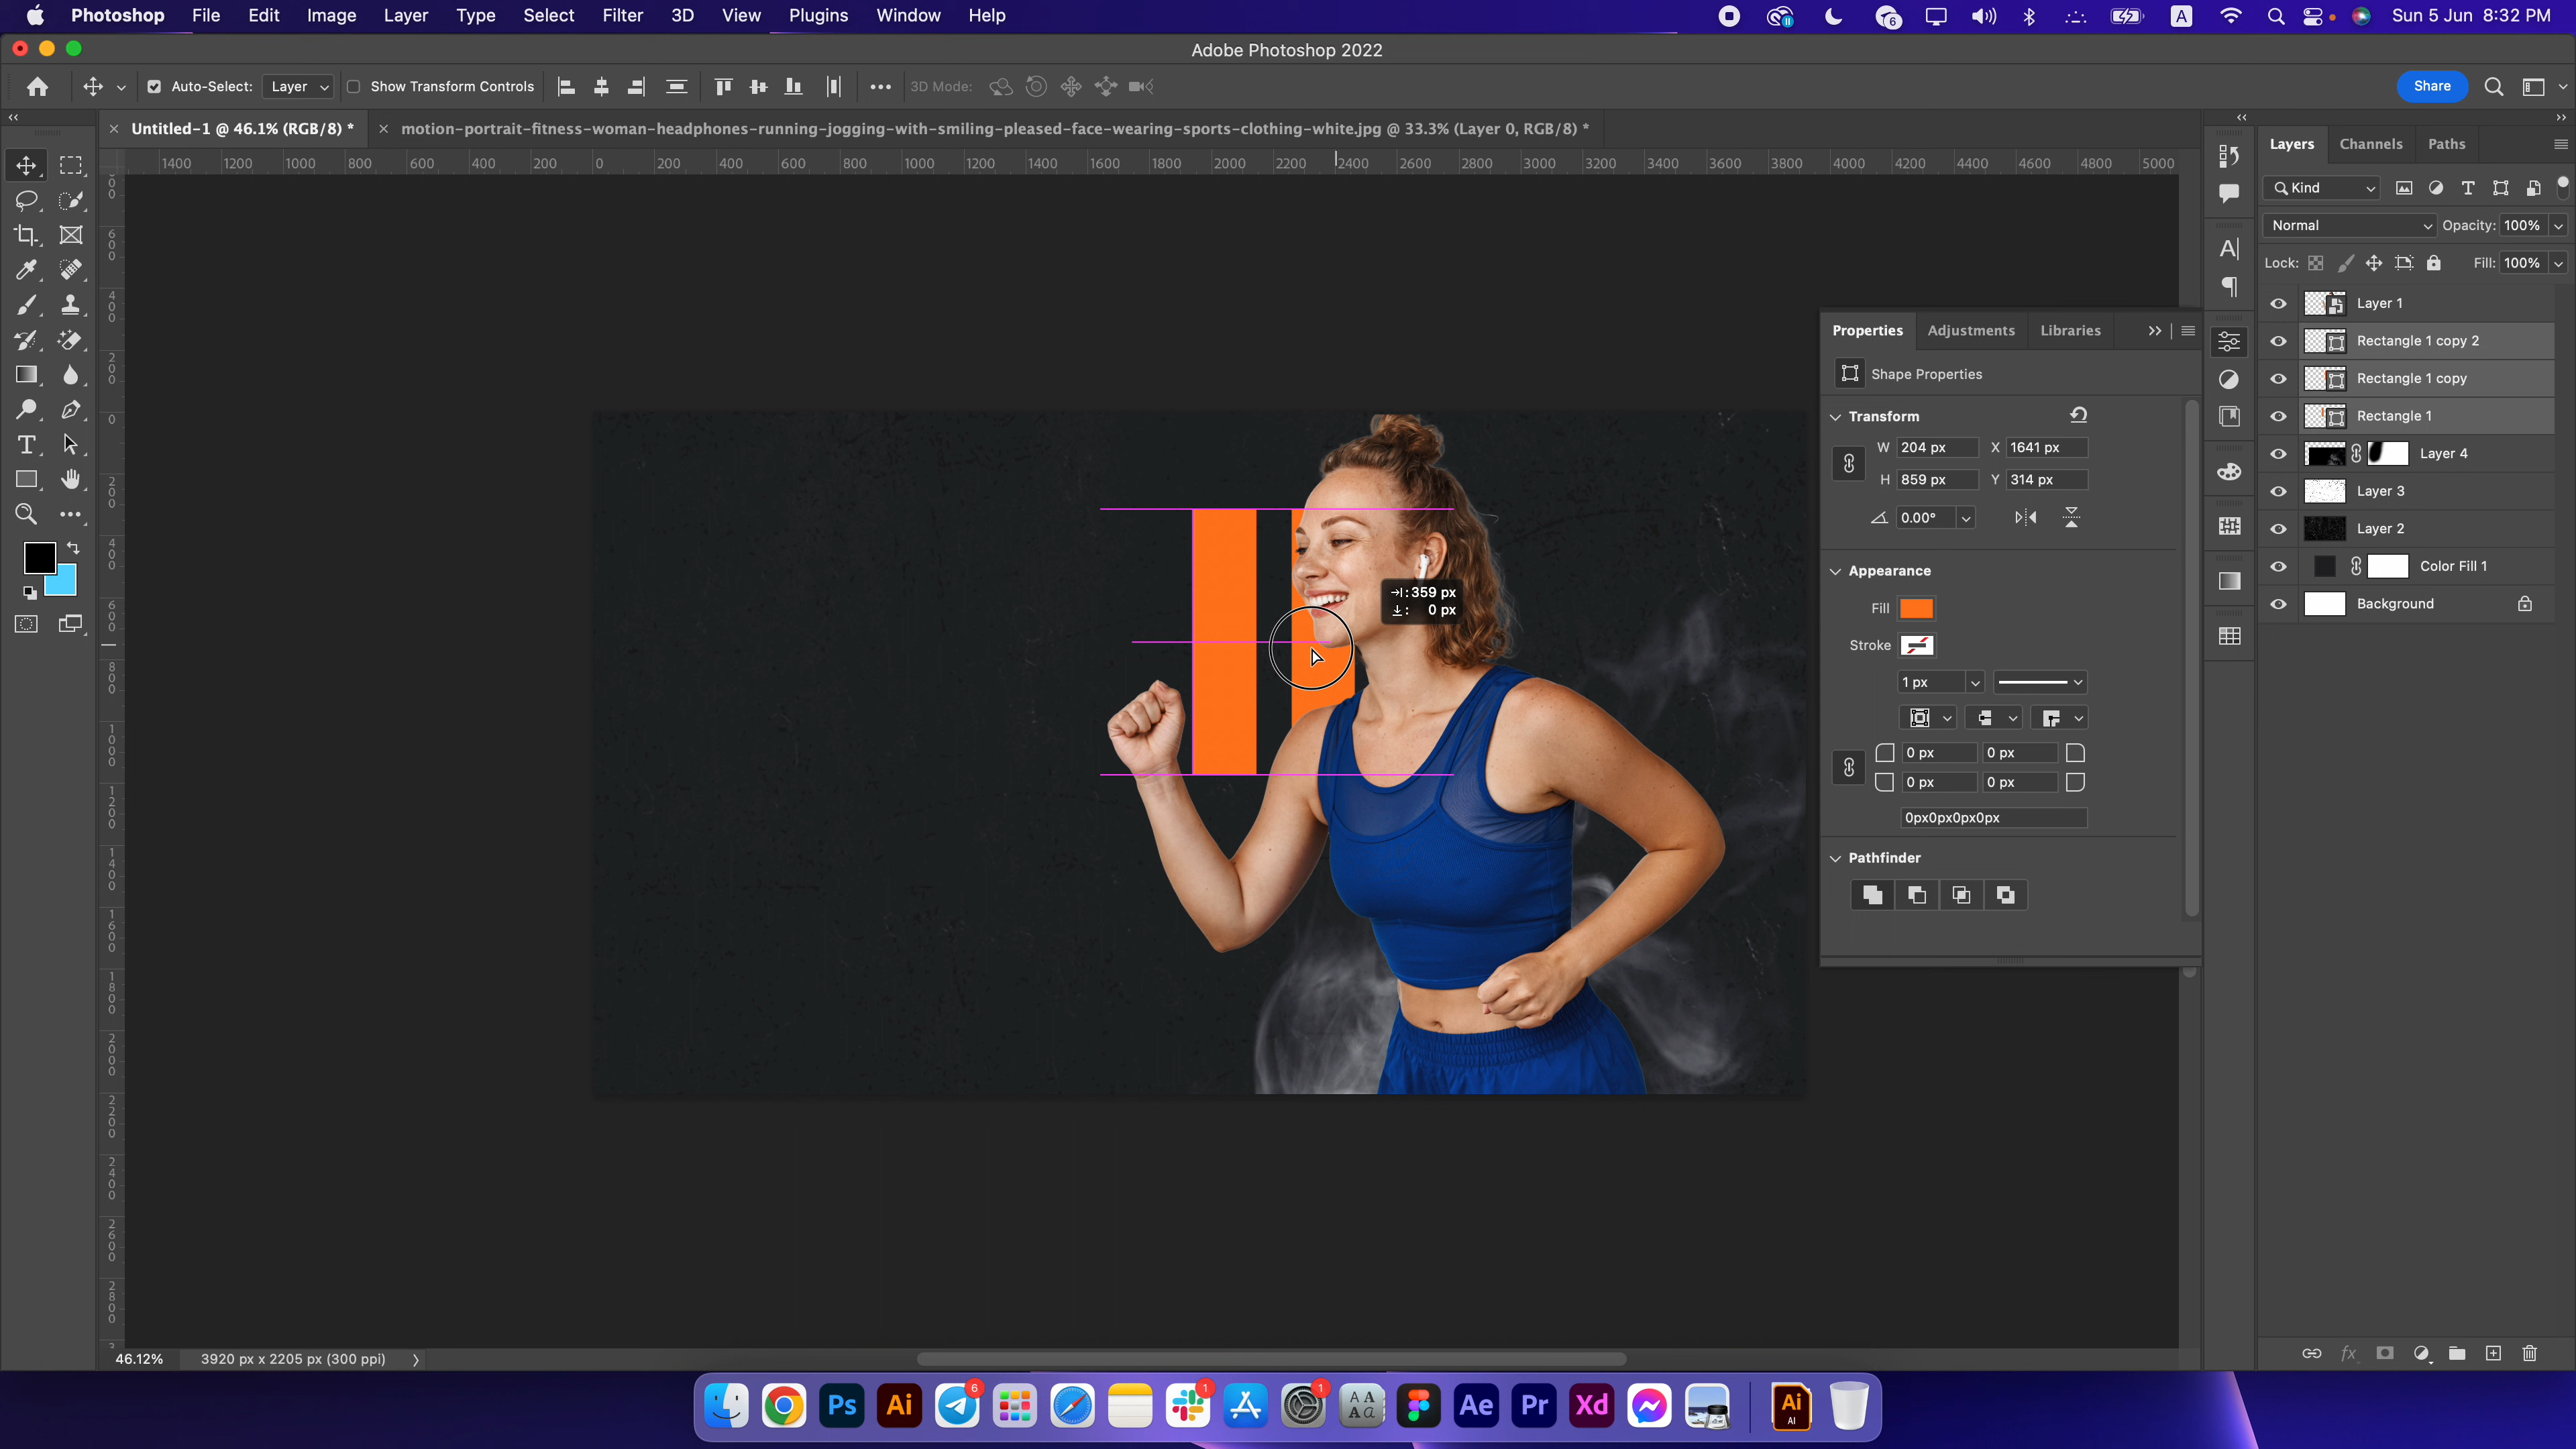 Photoshop File Edit Image Layer Type Select Filter 3D View Plugins Window Help 6 A Sun 5 Jun 8:32 PM
Adobe Photoshop 2022
Auto-Select: Layer Show Transform Controls 3D Mode: Share
Untitled-1 @ 46.1% (RGB/8) * motion-portrait-fitness-woman-headphones-running-jogging-with-smiling-pleased-face-wearing-sports-clothing-white.jpg @ 33.3% (Layer 0, RGB/8) *
1400 1200 1000 800 600 400 200 0 200 400 600 800 1000 1200 1400 1600 1800 2000 2200 2400 2600 2800 3000 3200 3400 3600 3800 4000 4200 4400 4600 4800 5000
Layers Channels Paths
Kind
Normal Opacity: 100%
Lock: Fill: 100%
Layer 1
Rectangle 1 copy 2
Rectangle 1 copy
Rectangle 1
Layer 4
Layer 3
Layer 2
Color Fill 1
Background
Properties Adjustments Libraries
Shape Properties
Transform
W 204 px X 1641 px
H 859 px Y 314 px
0.00°
Appearance
Fill
Stroke
1 px
0 px 0 px
0 px 0 px
0px0px0px0px
Pathfinder
:359 px
: 0 px
46.12% 3920 px x 2205 px (300 ppi)
Ps Ai 6 1 1 A A A a Ae Pr Xd Ai
AI